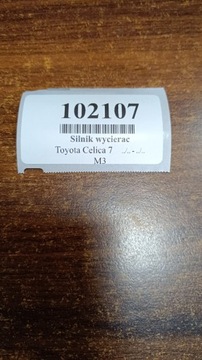 102107
Silnik wycierac
Toyota Celica 7 ./.. - ./..
M3